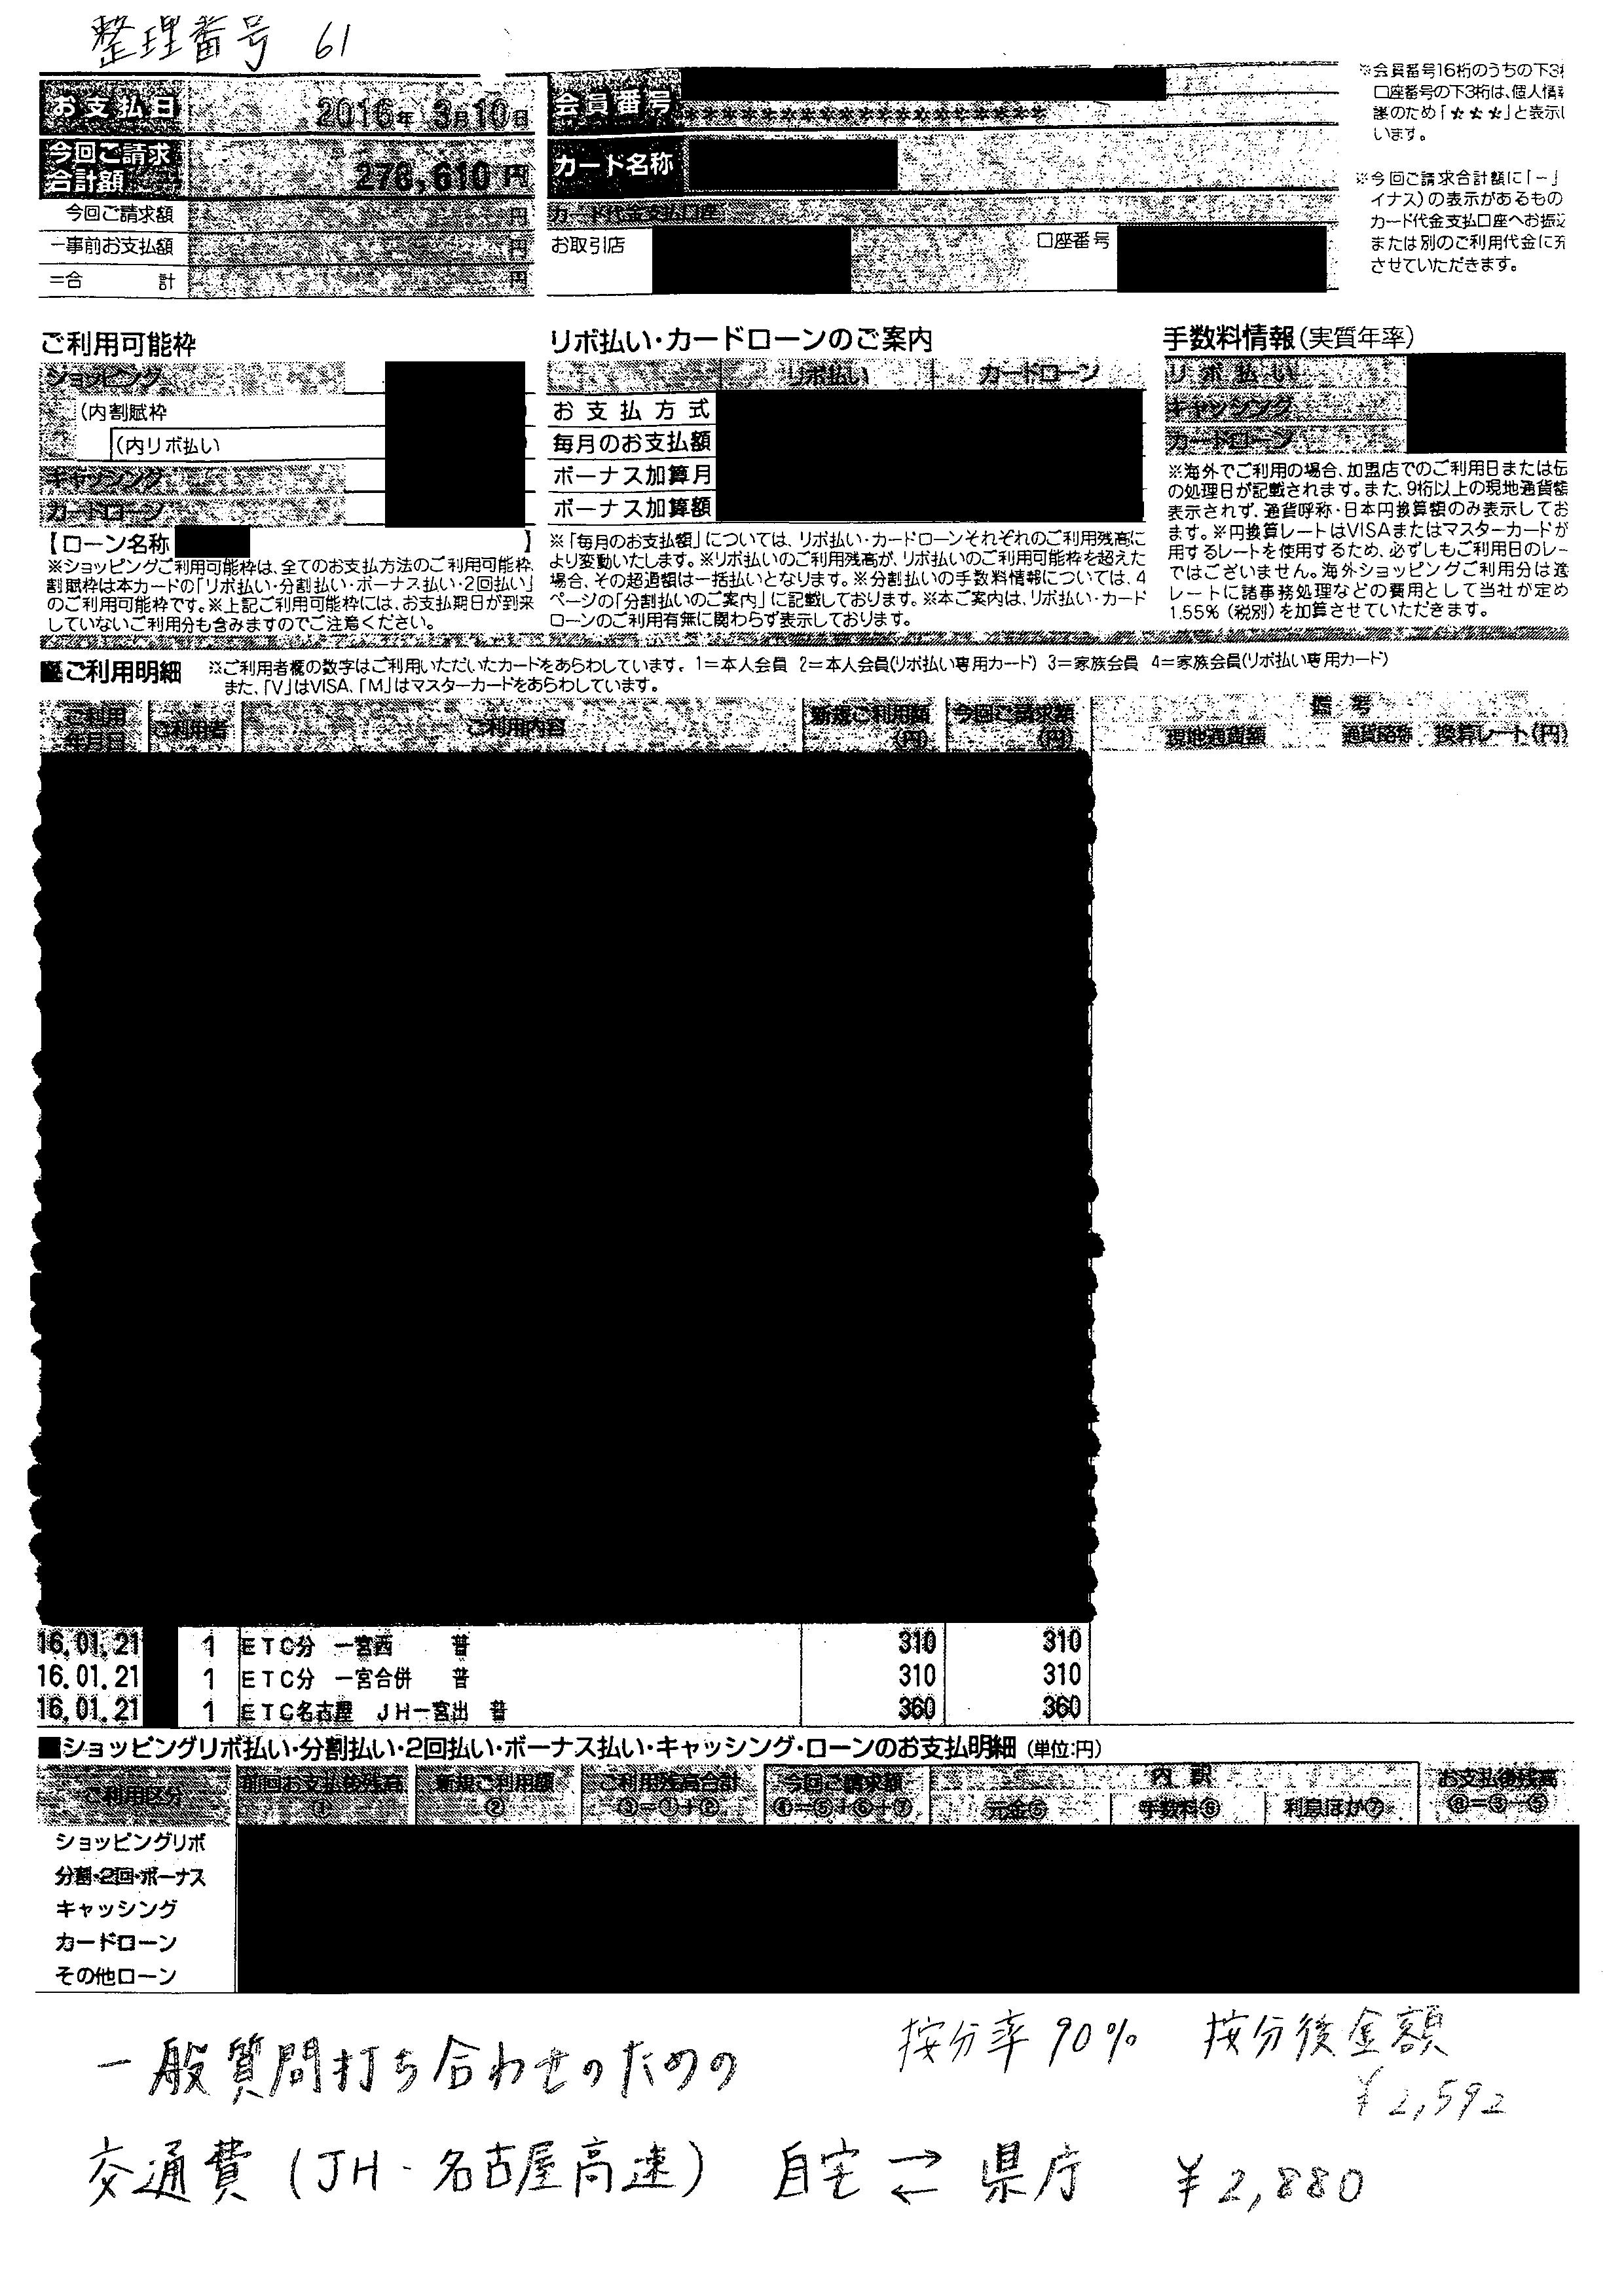 整理番号 61
お支払日 2016年 3月10日
今回ご請求合計額 278,610円
今回ご請求額 円
－事前お支払額 円
＝合 計 円
会員番号 ********************
カード名称
カード代金支払口座
お取引店 口座番号
※会員番号16桁のうちの下3
口座番号の下3桁は、個人情
護のため「★★★」と表示
います。
※今回ご請求合計額に「－」
イナス)の表示があるもの
カード代金支払口座へお振
または別のご利用代金に充
させていただきます。
ご利用可能枠
ショッピング
(内割賦枠
(内リボ払い
キャッシング
カードローン
【ローン名称 】
※ショッピングご利用可能枠は、全てのお支払方法のご利用可能枠、
割賦枠は本カードの「リボ払い・分割払い・ボーナス払い・2回払い」
のご利用可能枠です。※上記ご利用可能枠には、お支払期日が到来
していないご利用分も含みますのでご注意ください。
リボ払い・カードローンのご案内
リボ払い カードローン
お支払方式
毎月のお支払額
ボーナス加算月
ボーナス加算額
※「毎月のお支払額」については、リボ払い・カードローンそれぞれのご利用残高に
より変動いたします。※リボ払いのご利用残高が、リボ払いのご利用可能枠を超えた
場合、その超過額は一括払いとなります。※分割払いの手数料情報については、4
ページの「分割払いのご案内」に記載しております。※本ご案内は、リボ払い・カード
ローンのご利用有無に関わらず表示しております。
手数料情報(実質年率)
リボ払い
キャッシング
カードローン
※海外でご利用の場合、加盟店でのご利用日または伝
の処理日が記載されます。また、9桁以上の現地通貨額
表示されず、通貨呼称・日本円換算額のみ表示してお
ます。※円換算レートはVISAまたはマスターカードが
用するレートを使用するため、必ずしもご利用日のレー
ではございません。海外ショッピングご利用分は送
レートに諸事務処理などの費用として当社が定め
1.55%(税別)を加算させていただきます。
■ご利用明細 ※ご利用者欄の数字はご利用いただいたカードをあらわしています。1＝本人会員 2＝本人会員(リボ払い専用カード) 3＝家族会員 4＝家族会員(リボ払い専用カード)
また、「V」はVISA、「M」はマスターカードをあらわしています。
ご利用年月日 ご利用者 ご利用内容 新規ご利用額(円) 今回ご請求額(円) 備考
現地通貨額 通貨略称 換算レート(円)
16.01.21 1 ETC分 一宮西 普 310 310
16.01.21 1 ETC分 一宮合併 普 310 310
16.01.21 1 ETC名古屋 JH一宮出 普 360 360
■ショッピングリボ払い・分割払い・2回払い・ボーナス払い・キャッシング・ローンのお支払明細(単位:円)
ご利用区分 前回お支払後残高① 新規ご利用額② ご利用残高合計③＝①＋② 今回ご請求額④＝⑤＋⑥＋⑦ 内訳 元金⑤ 手数料⑥ 利息ほか⑦ お支払後残高⑧＝③－⑤
ショッピングリボ
分割・2回・ボーナス
キャッシング
カードローン
その他ローン
按分率 90% 按分後金額
¥2,592
一般質問打ち合わせのための
交通費(JH・名古屋高速) 自宅⇄県庁 ¥2,880